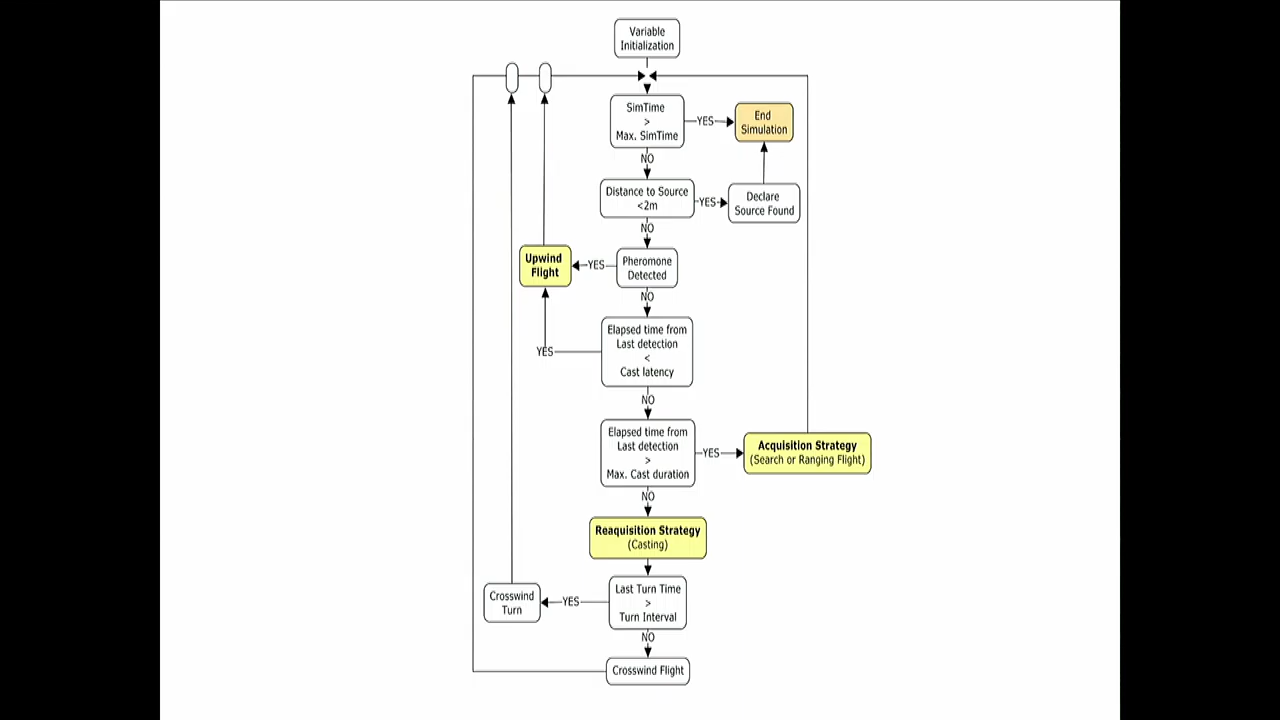 Variable
Initialization
SimTime
>
Max. SimTime
YES
End
Simulation
NO
Distance to Source
<2m
YES
Declare
Source Found
NO
Upwind
Flight
YES
Pheromone
Detected
NO
Elapsed time from
Last detection
<
Cast latency
YES
NO
Elapsed time from
Last detection
>
Max. Cast duration
YES
Acquisition Strategy
(Search or Ranging Flight)
NO
Reaquisition Strategy
(Casting)
Crosswind
Turn
YES
Last Turn Time
>
Turn Interval
NO
Crosswind Flight